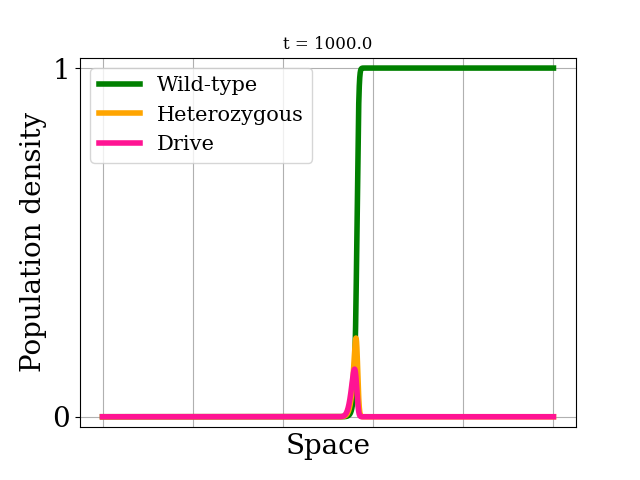 t = 1000.0
1
Wild-type
Heterozygous
Drive
Population density
0
Space